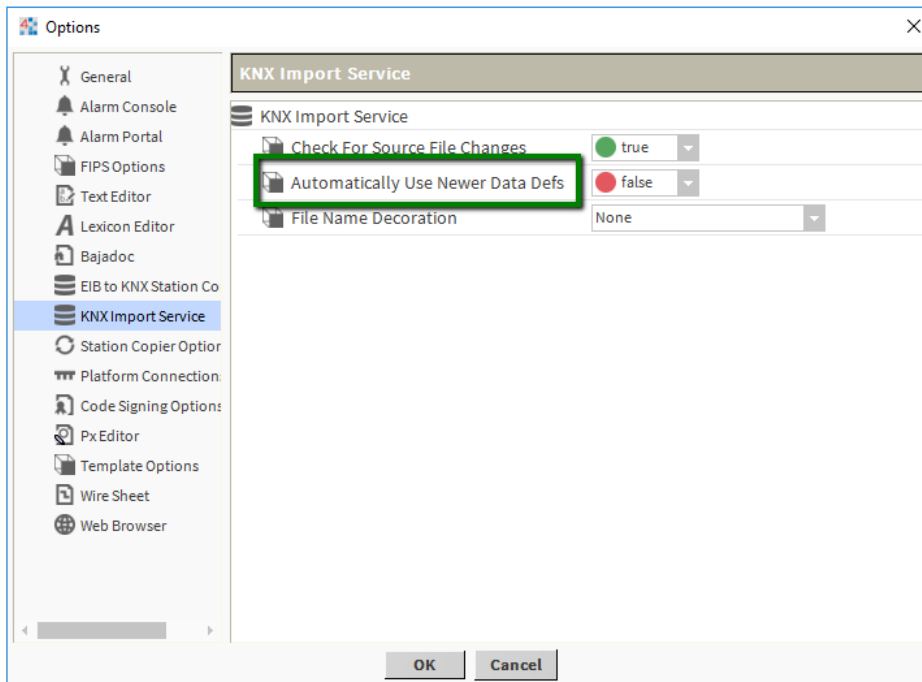 Options
General
Alarm Console
Alarm Portal
FIPS Options
Text Editor
Lexicon Editor
Bajadoc
EIB to KNX Station Co
KNX Import Service
Station Copier Option
Platform Connection
Code Signing Options
Px Editor
Template Options
Wire Sheet
Web Browser
KNX Import Service
KNX Import Service
Check For Source File Changes true
Automatically Use Newer Data Defs false
File Name Decoration None
OK Cancel